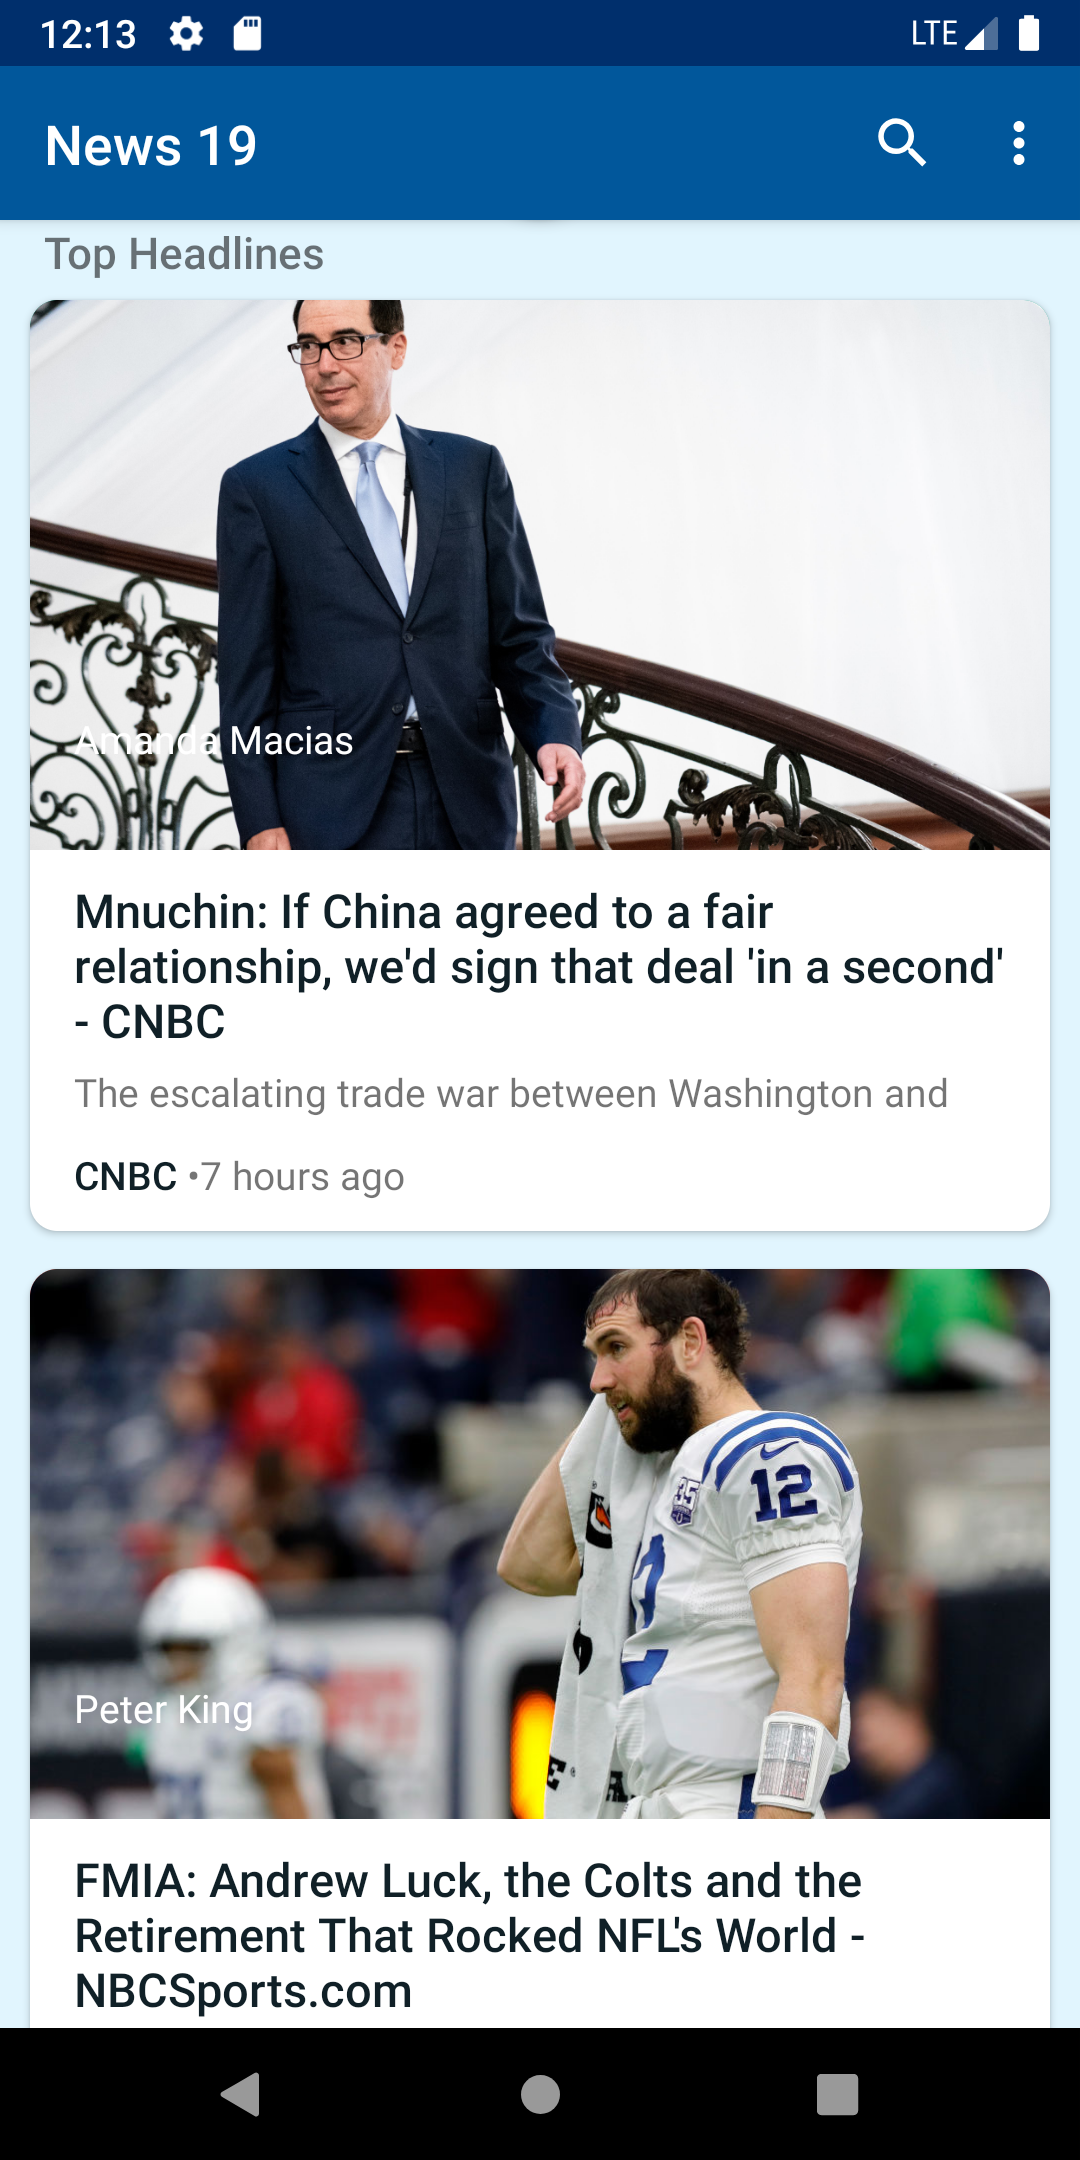 12:13
LTE
News 19
Top Headlines
Amanda Macias
Mnuchin: If China agreed to a fair
relationship, we'd sign that deal 'in a second'
- CNBC
The escalating trade war between Washington and
CNBC •7 hours ago
35
12
Peter King
FMIA: Andrew Luck, the Colts and the
Retirement That Rocked NFL's World -
NBCSports.com